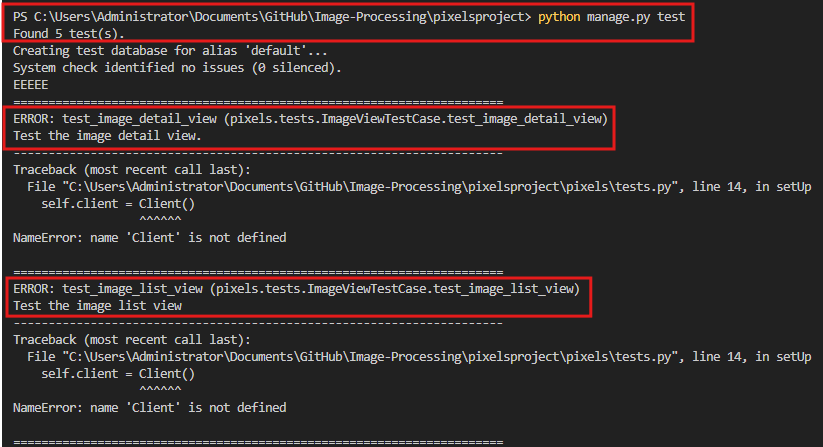 PS C:\Users\Administrator\Documents\GitHub\Image-Processing\pixelsproject> python manage.py test
Found 5 test(s).
Creating test database for alias 'default'...
System check identified no issues (0 silenced).
EEEEE
======================================================================
ERROR: test_image_detail_view (pixels.tests.ImageViewTestCase.test_image_detail_view)
Test the image detail view.
----------------------------------------------------------------------
Traceback (most recent call last):
  File "C:\Users\Administrator\Documents\GitHub\Image-Processing\pixelsproject\pixels\tests.py", line 14, in setUp
    self.client = Client()
                  ^^^^^^
NameError: name 'Client' is not defined
======================================================================
ERROR: test_image_list_view (pixels.tests.ImageViewTestCase.test_image_list_view)
Test the image list view
----------------------------------------------------------------------
Traceback (most recent call last):
  File "C:\Users\Administrator\Documents\GitHub\Image-Processing\pixelsproject\pixels\tests.py", line 14, in setUp
    self.client = Client()
                  ^^^^^^
NameError: name 'Client' is not defined
======================================================================